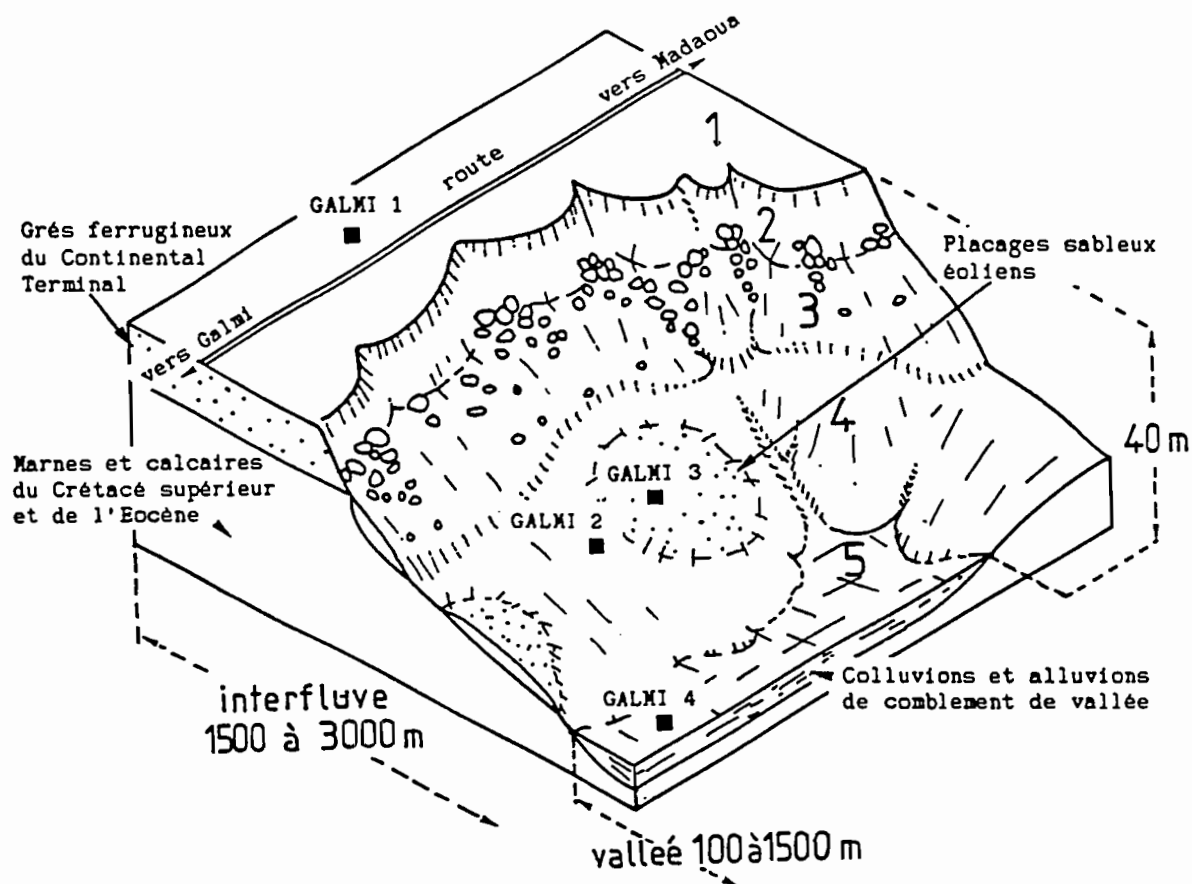 vers Madaoua
route
1
GALMI 1
2
Grés ferrugineux
du Continental
Terminal
Placages sableux
éoliens
3
vers Galmi
4
40 m
Marnes et calcaires
du Crétacé supérieur
et de l'Eocène
GALMI 3
GALMI 2
5
Colluvions et alluvions
de comblement de vallée
GALMI 4
interfluve
1500 à 3000 m
valleé 100 à 1500 m